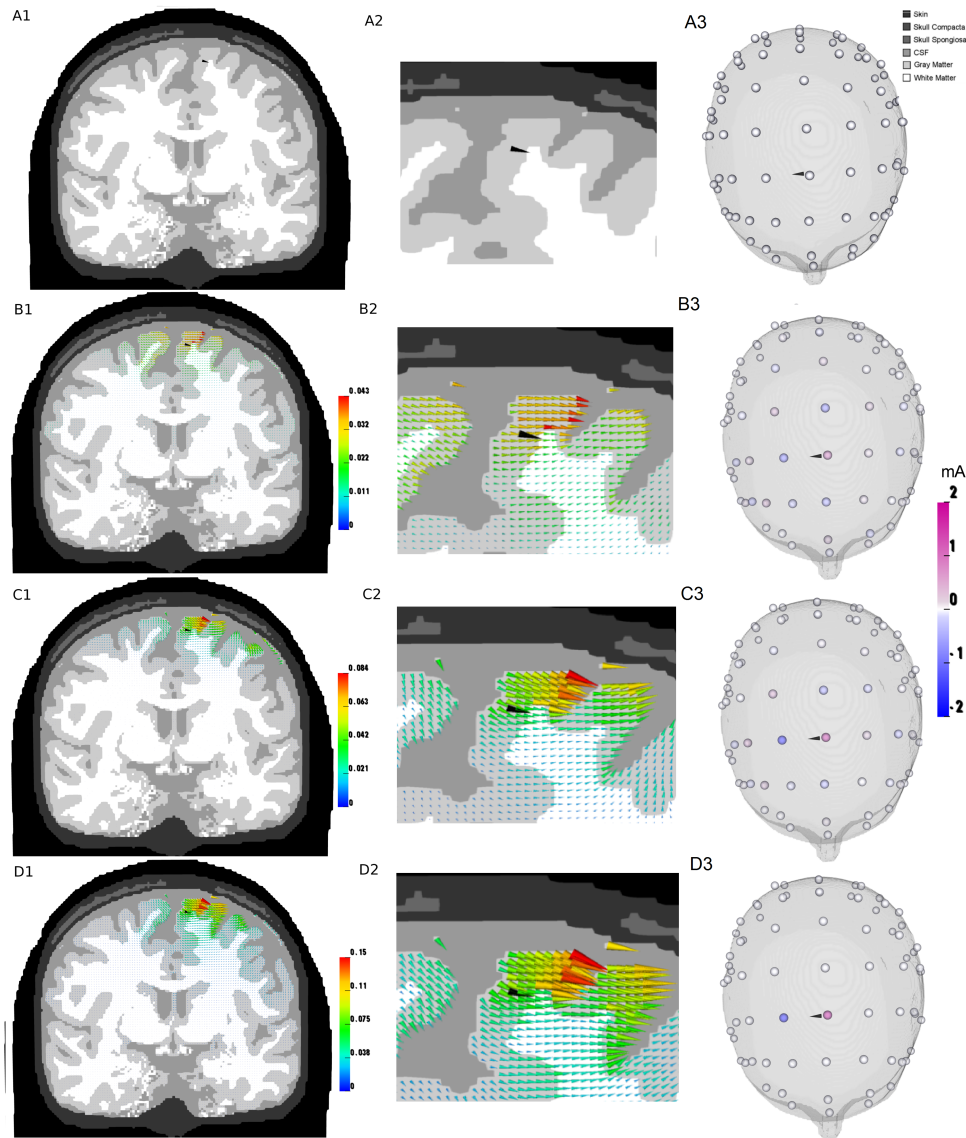 A1
A2
A3
Skin
Skull Compacta
Skull Spongiosa
CSF
Gray Matter
White Matter
B1
B2
B3
0.043
0.032
0.022
0.011
0
mA
2
1
0
-1
-2
C1
C2
C3
0.084
0.063
0.042
0.021
0
D1
D2
D3
0.15
0.11
0.075
0.038
0